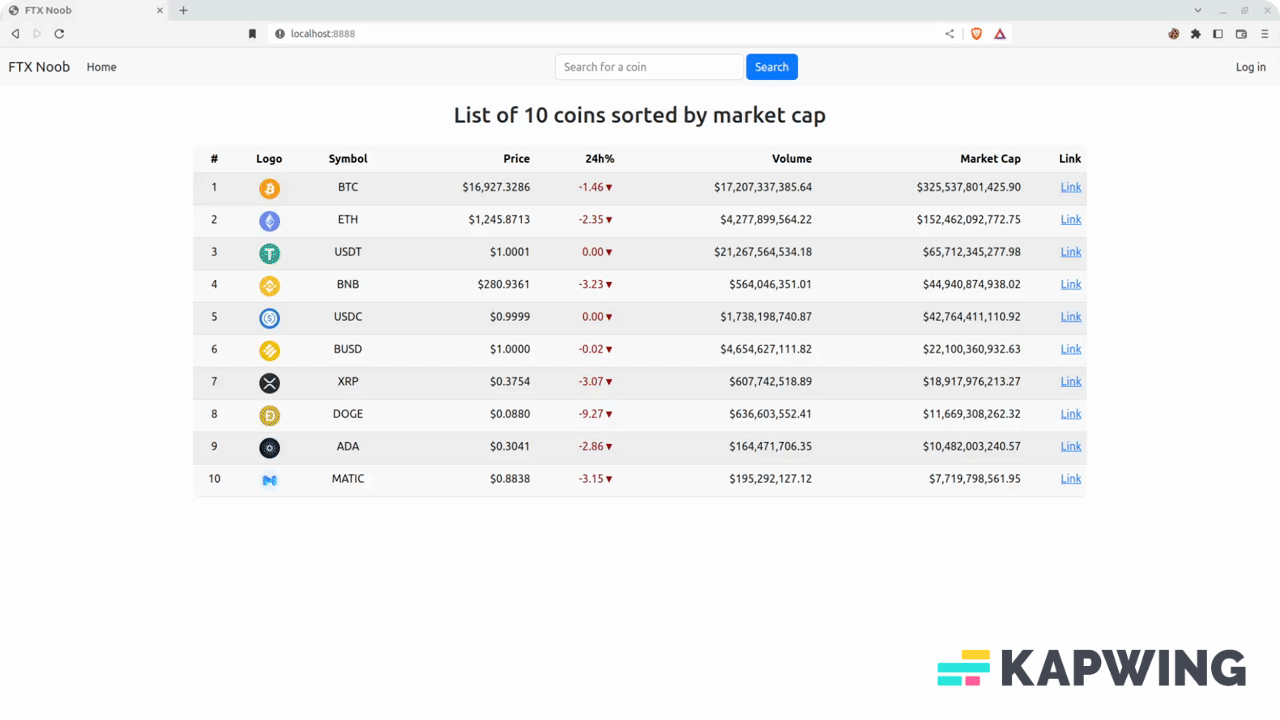 FTX Noob
localhost:8888
FTX Noob Home Search for a coin Search Log in
List of 10 coins sorted by market cap
# Logo Symbol Price 24h% Volume Market Cap Link
1 BTC $16,927.3286 -1.46▼ $17,207,337,385.64 $325,537,801,425.90 Link
2 ETH $1,245.8713 -2.35▼ $4,277,899,564.22 $152,462,092,772.75 Link
3 USDT $1.0001 0.00▼ $21,267,564,534.18 $65,712,345,277.98 Link
4 BNB $280.9361 -3.23▼ $564,046,351.01 $44,940,874,938.02 Link
5 USDC $0.9999 0.00▼ $1,738,198,740.87 $42,764,411,110.92 Link
6 BUSD $1.0000 -0.02▼ $4,654,627,111.82 $22,100,360,932.63 Link
7 XRP $0.3754 -3.07▼ $607,742,518.89 $18,917,976,213.27 Link
8 DOGE $0.0880 -9.27▼ $636,603,552.41 $11,669,308,262.32 Link
9 ADA $0.3041 -2.86▼ $164,471,706.35 $10,482,003,240.57 Link
10 MATIC $0.8838 -3.15▼ $195,292,127.12 $7,719,798,561.95 Link
KAPWING